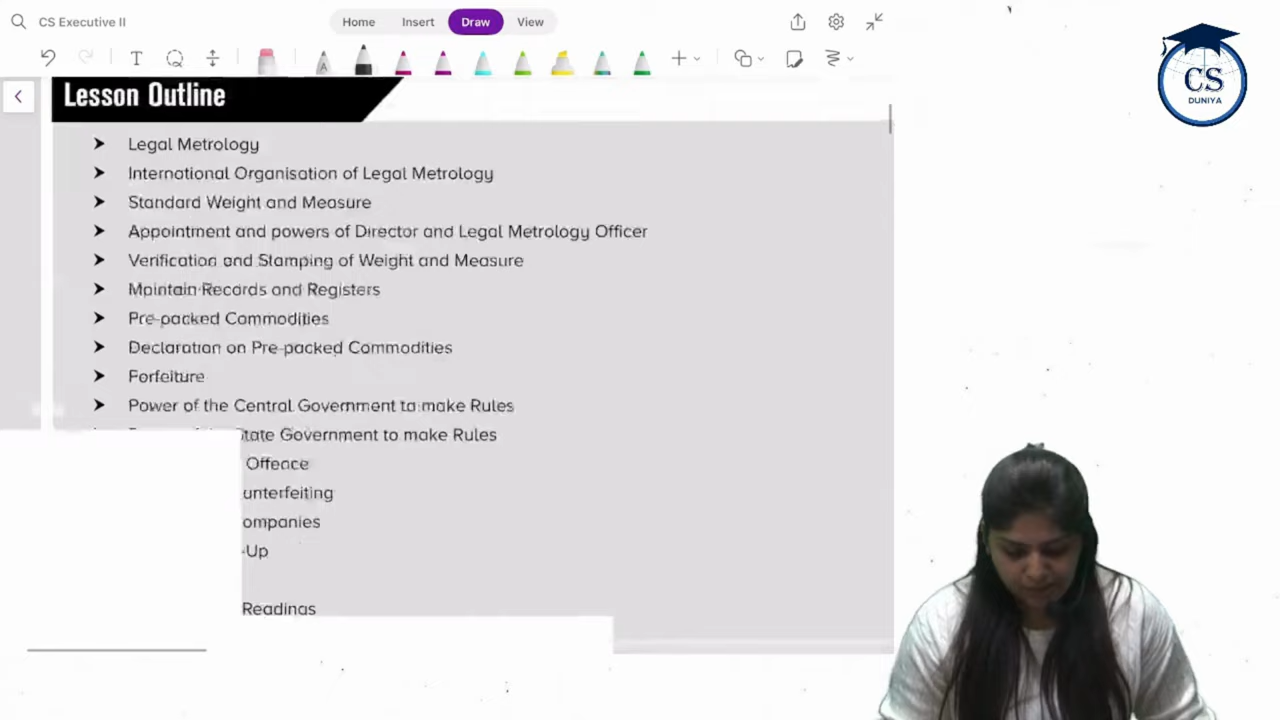 CS Executive II
Home Insert Draw View
CS
DUNIYA
Lesson Outline
Legal Metrology
International Organisation of Legal Metrology
Standard Weight and Measure
Appointment and powers of Director and Legal Metrology Officer
Verification and Stamping of Weight and Measure
Maintain Records and Registers
Pre-packed Commodities
Declaration on Pre-packed Commodities
Forfeiture
Power of the Central Government to make Rules
State Government to make Rules
Offence
unterfeiting
ompanies
-Up
Readings